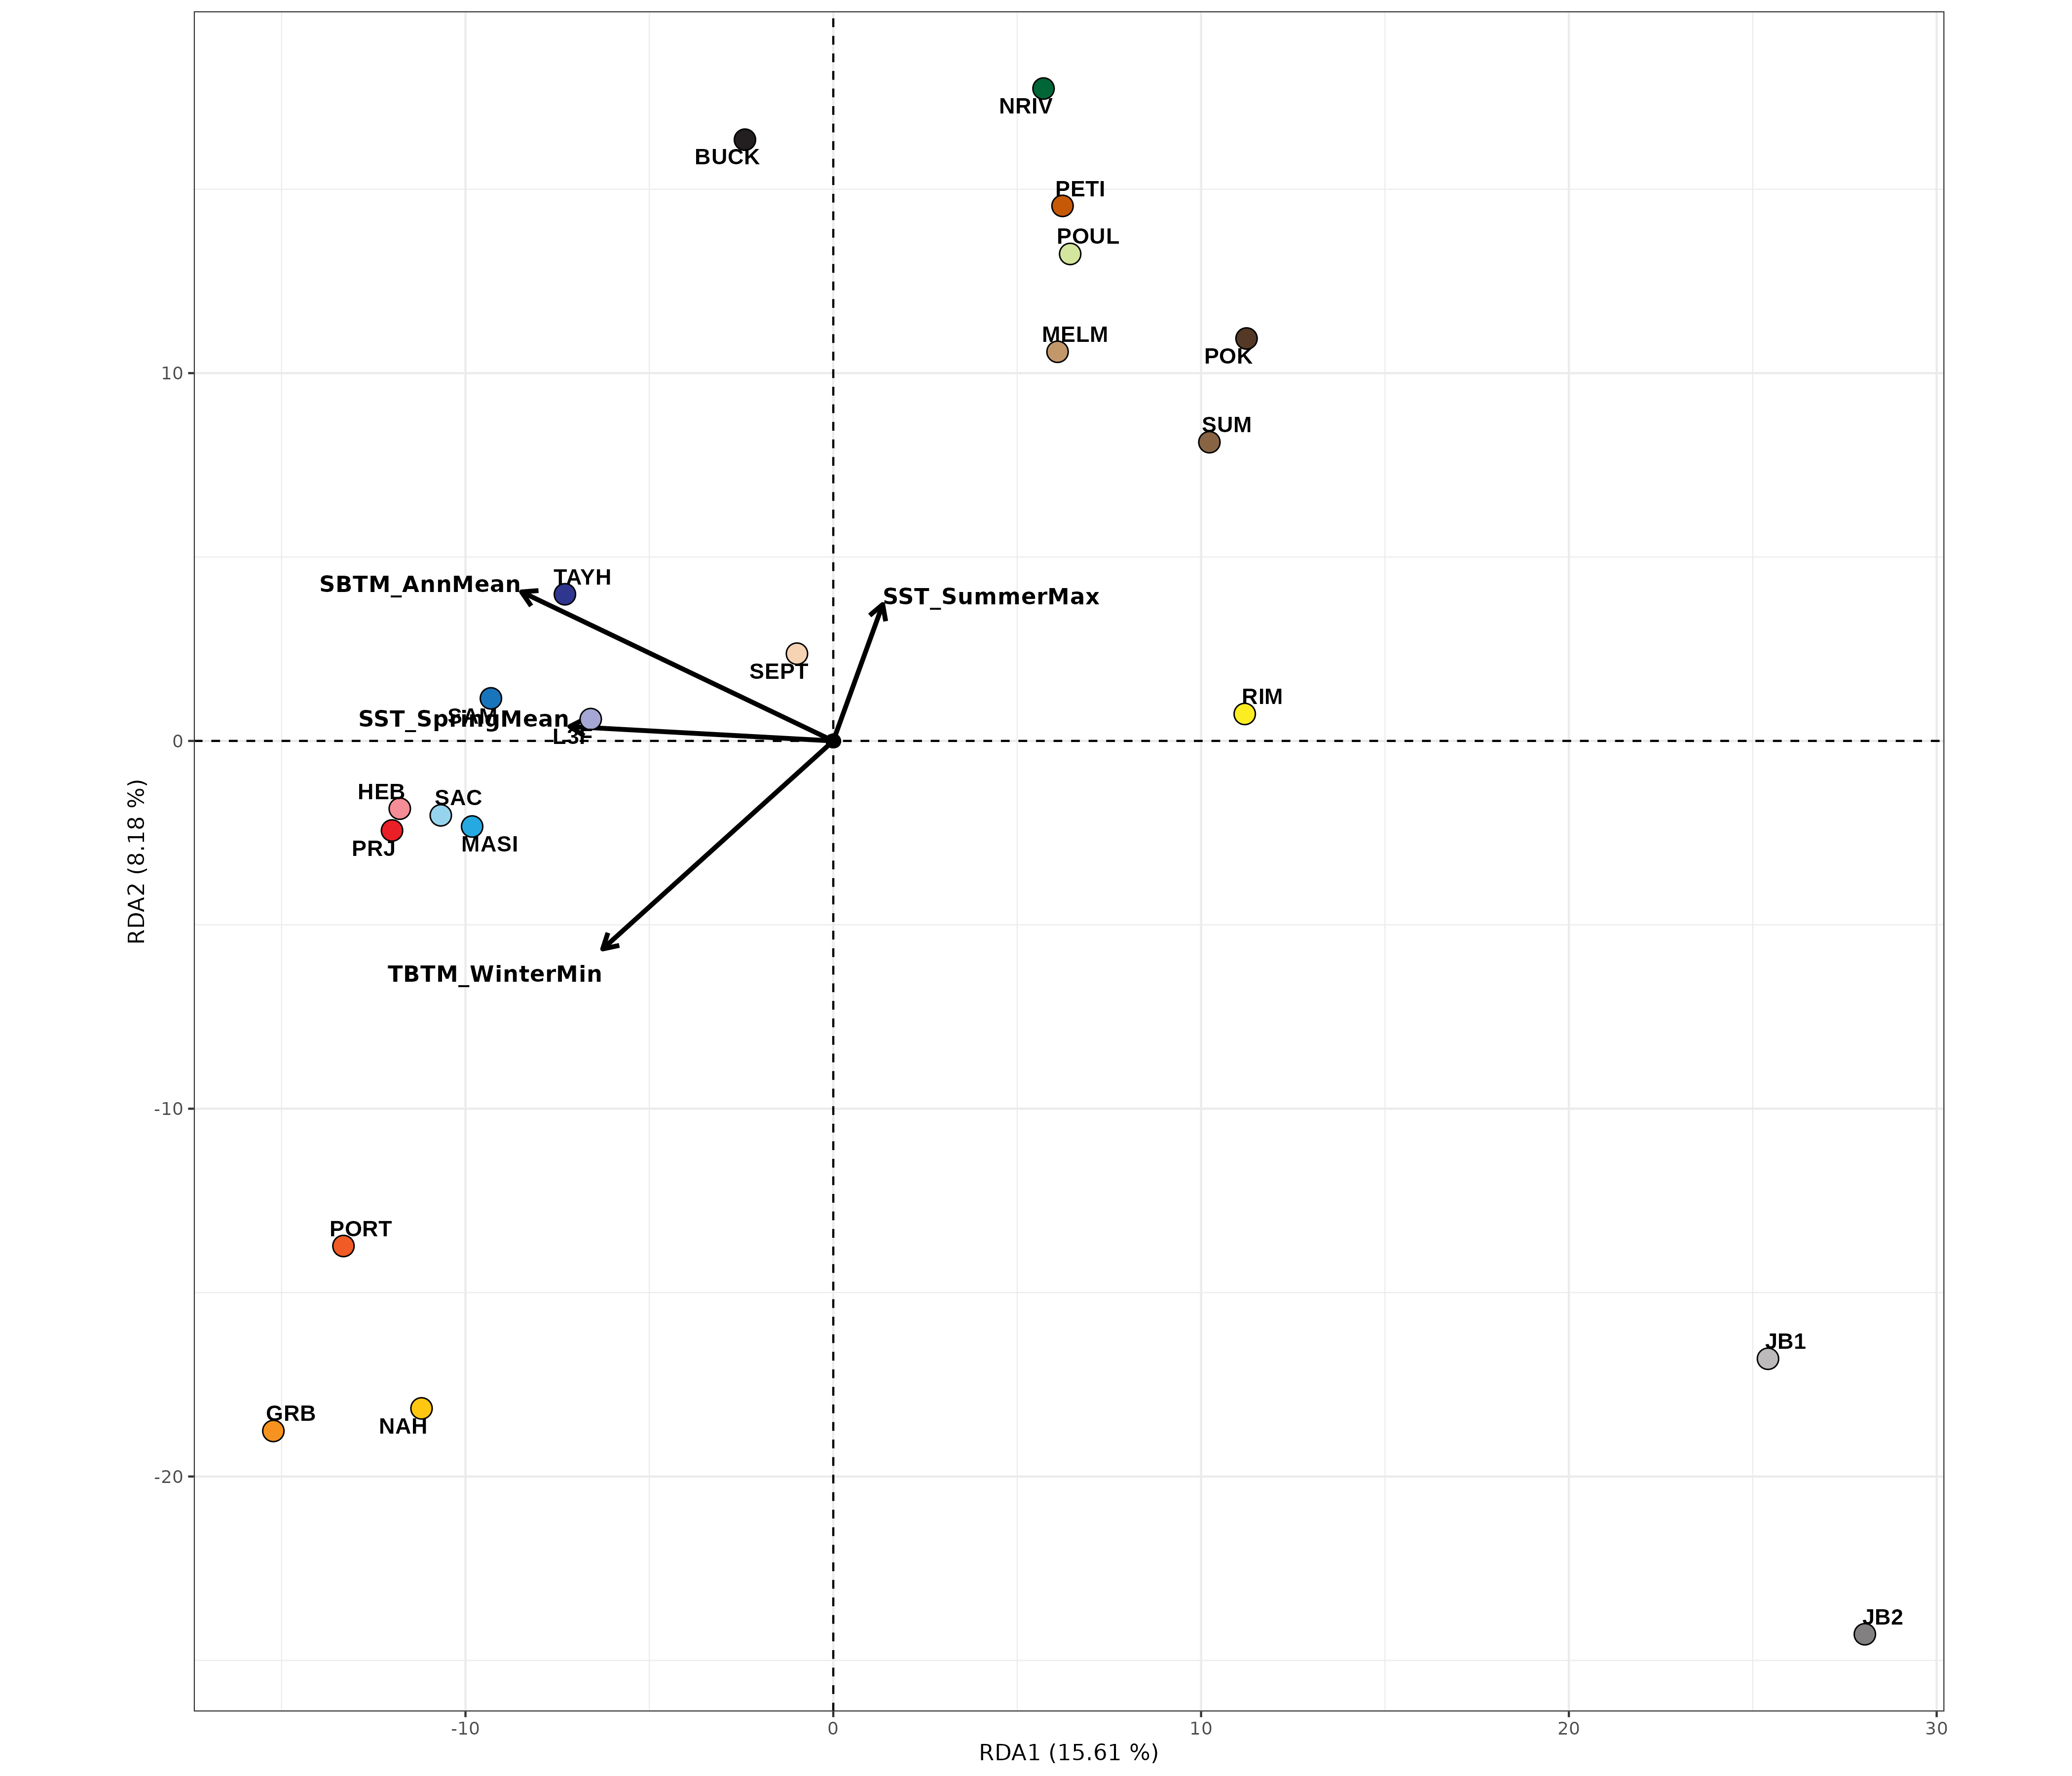 NRIV
BUCK
PETI
POUL
MELM
POK
SUM
TAYH
SBTM_AnnMean
SST_SummerMax
SEPT
RIM
SAM
SST_SpringMean
L3F
HEB
SAC
PRJ
MASI
TBTM_WinterMin
PORT
JB1
GRB
NAH
JB2
10
0
-10
-20
-10
0
10
20
30
RDA1 (15.61 %)
RDA2 (8.18 %)